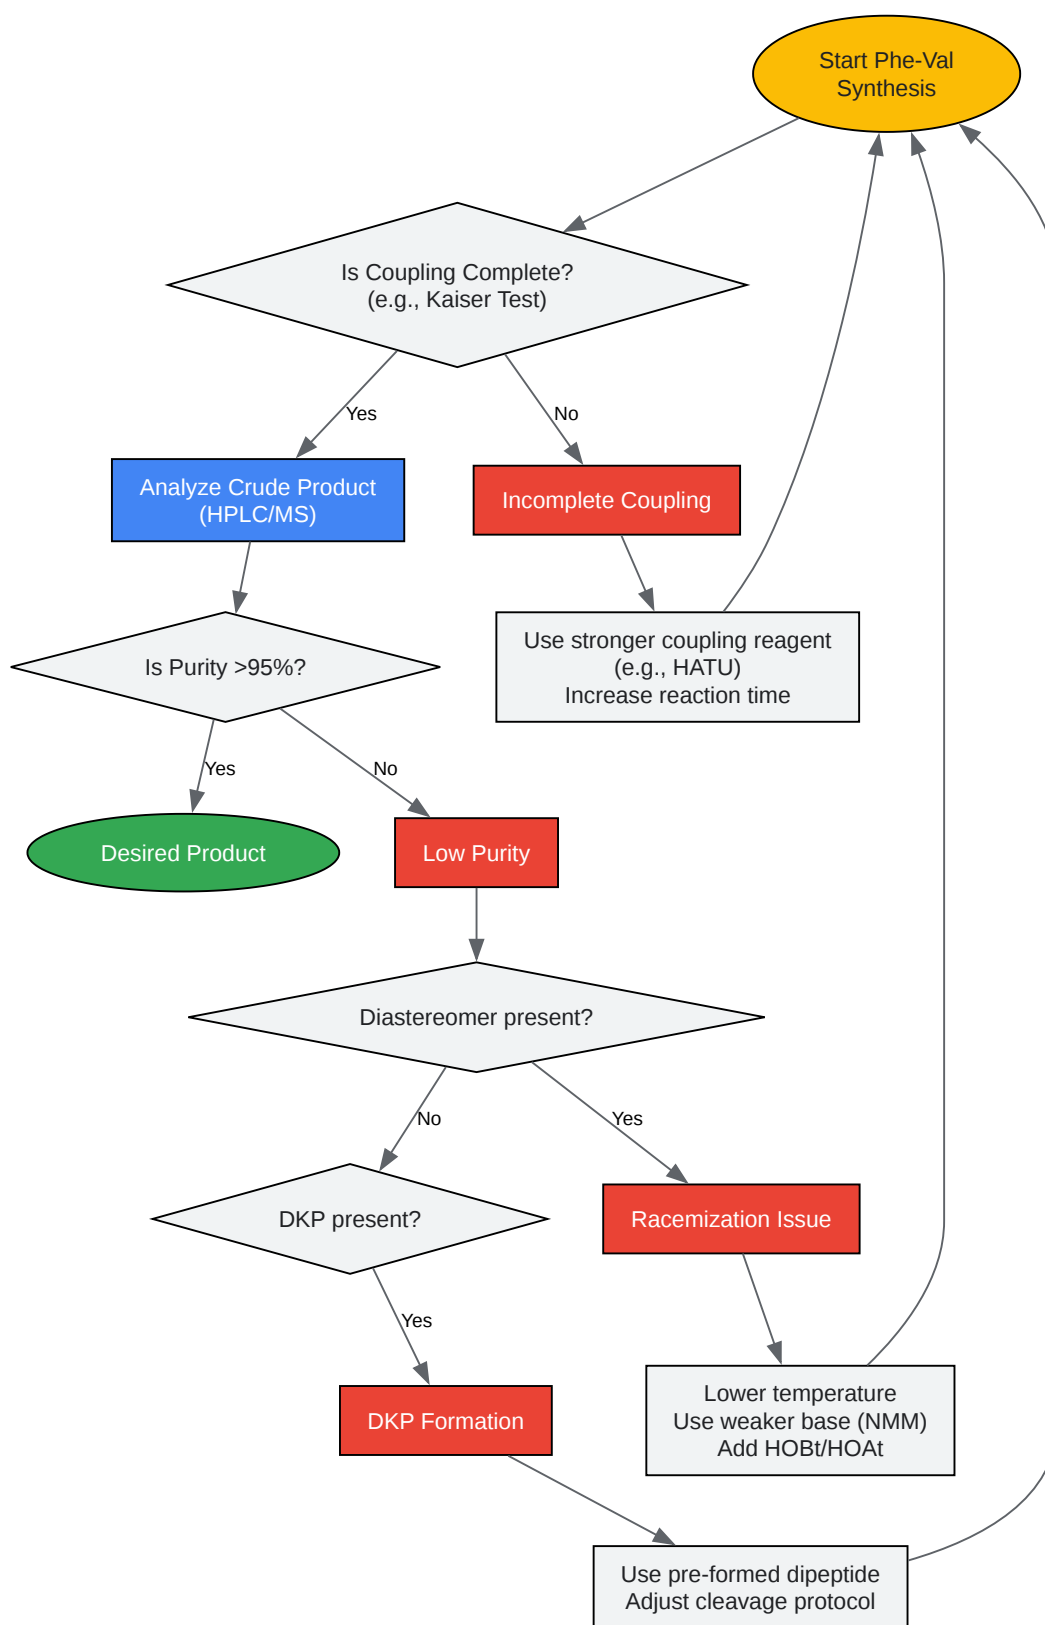 Start Phe-Val
Synthesis
Is Coupling Complete?
(e.g., Kaiser Test)
Yes
No
Analyze Crude Product
(HPLC/MS)
Incomplete Coupling
Use stronger coupling reagent
(e.g., HATU)
Increase reaction time
Is Purity >95%?
Yes
No
Desired Product
Low Purity
Diastereomer present?
No
Yes
DKP present?
Racemization Issue
Yes
DKP Formation
Lower temperature
Use weaker base (NMM)
Add HOBt/HOAt
Use pre-formed dipeptide
Adjust cleavage protocol